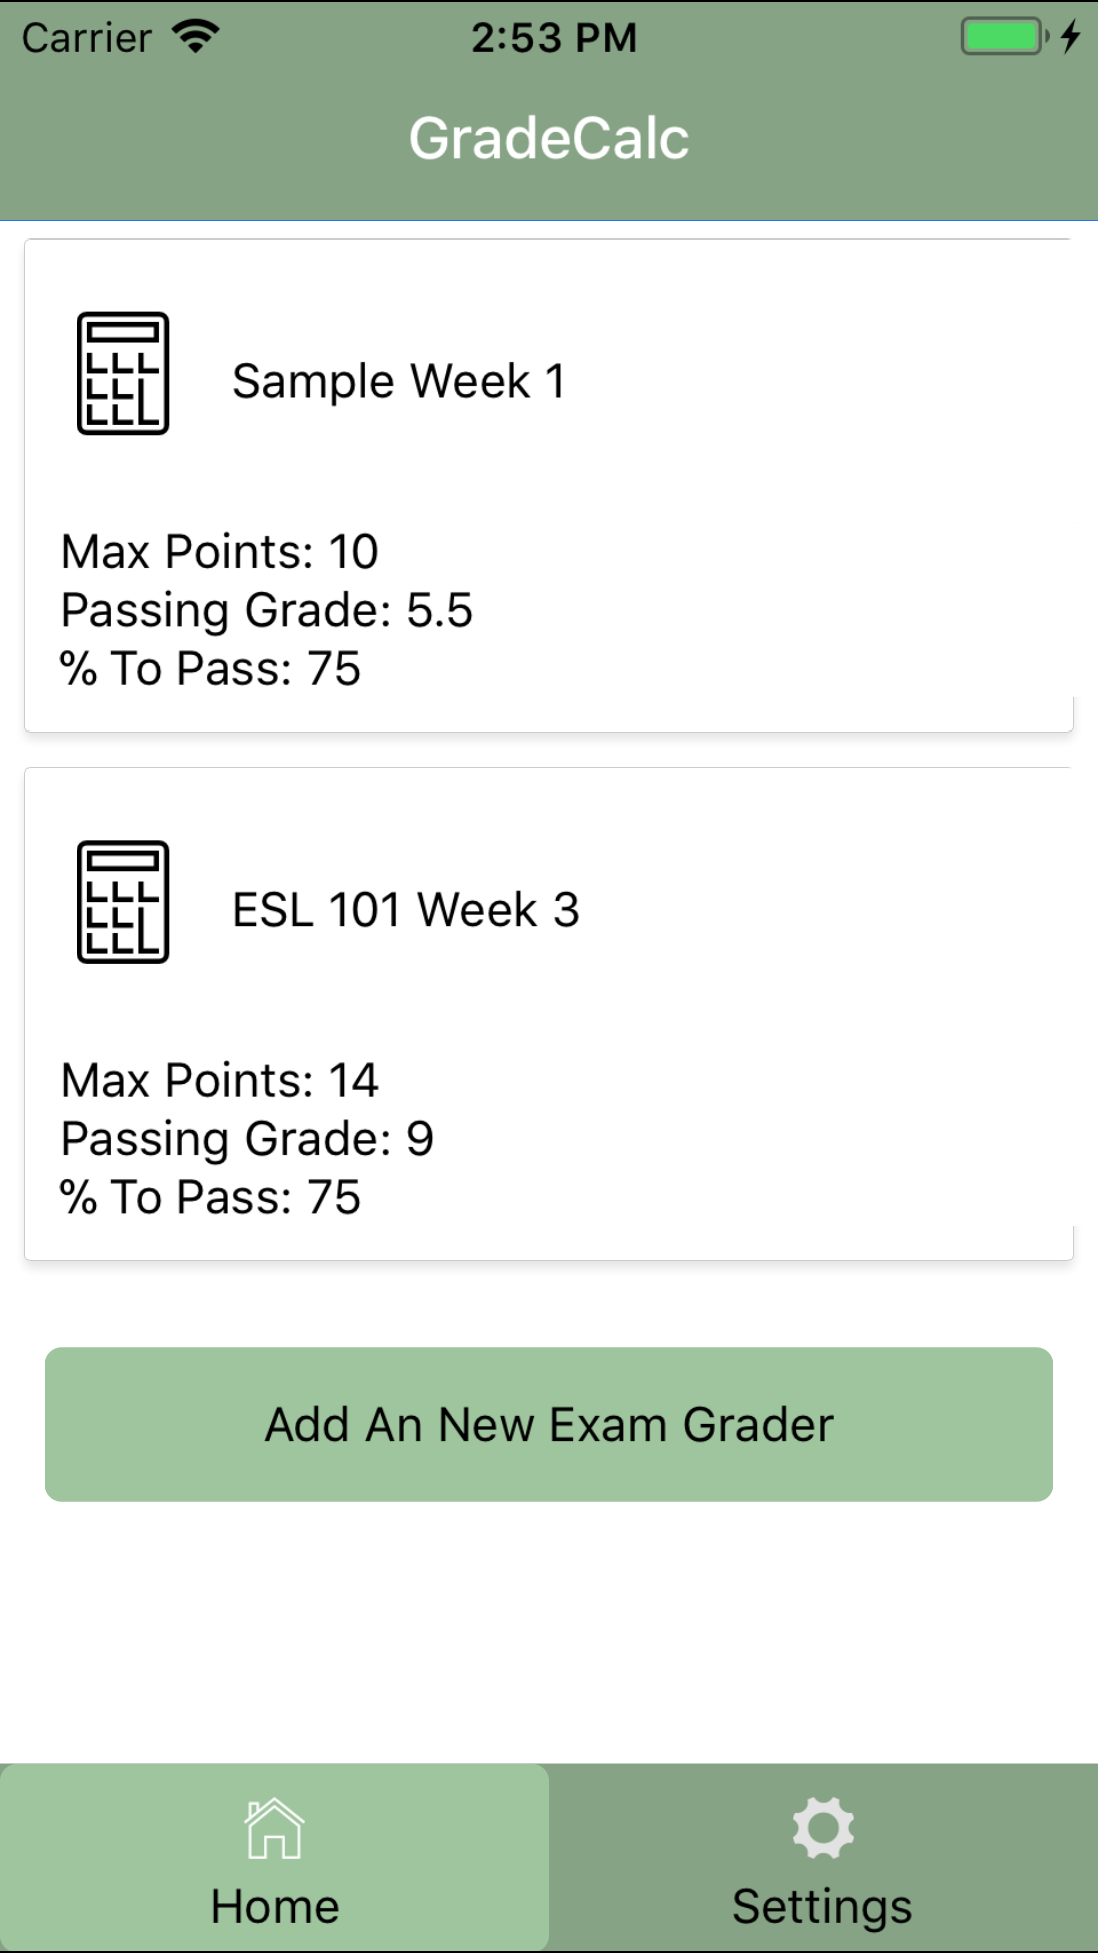 Carrier 2:53 PM
GradeCalc
Sample Week 1
Max Points: 10
Passing Grade: 5.5
% To Pass: 75
ESL 101 Week 3
Max Points: 14
Passing Grade: 9
% To Pass: 75
Add An New Exam Grader
Home Settings